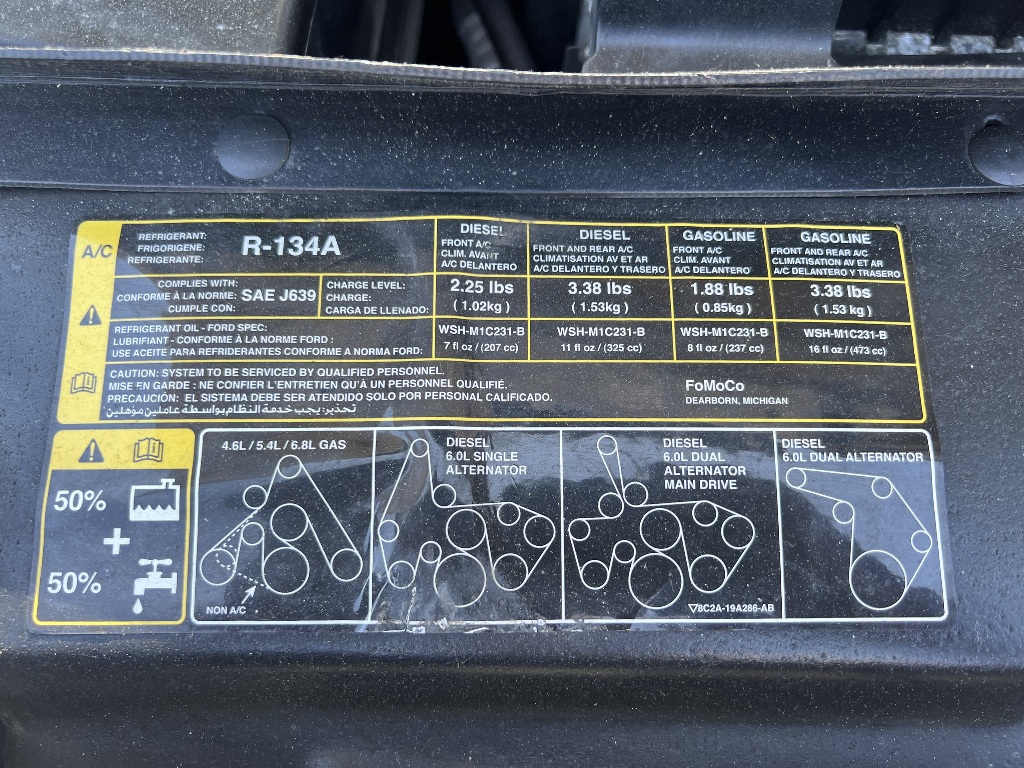 A/C
REFRIGERANT:
FRIGORIGENE:
REFRIGERANTE:
R-134A
DIESEL
FRONT A/C
CLIM. AVANT
A/C DELANTERO
DIESEL
FRONT AND REAR A/C
CLIMATISATION AV ET AR
A/C DELANTERO Y TRASERO
GASOLINE
FRONT A/C
CLIM. AVANT
A/C DELANTERO
GASOLINE
FRONT AND REAR A/C
CLIMATISATION AV ET AR
A/C DELANTERO Y TRASERO
COMPLIES WITH:
CONFORME À LA NORME:
CUMPLE CON:
SAE J639
CHARGE LEVEL:
CHARGE:
CARGA DE LLENADO:
2.25 lbs
(1.02kg)
3.38 lbs
(1.53kg)
1.88 lbs
(0.85kg)
3.38 lbs
(1.53 kg)
REFRIGERANT OIL - FORD SPEC:
LUBRIFIANT - CONFORME À LA NORME FORD :
USE ACEITE PARA REFRIDERANTES CONFORME A NORMA FORD:
WSH-M1C231-B
7 fl oz / (207 cc)
WSH-M1C231-B
11 fl oz / (325 cc)
WSH-M1C231-B
8 fl oz / (237 cc)
WSH-M1C231-B
16 fl oz / (473 cc)
CAUTION: SYSTEM TO BE SERVICED BY QUALIFIED PERSONNEL.
MISE EN GARDE : NE CONFIER L'ENTRETIEN QU'À UN PERSONNEL QUALIFIÉ.
PRECAUCIÓN: EL SISTEMA DEBE SER ATENDIDO SOLO POR PERSONAL CALIFICADO.
تحذير: يجب خدمة النظام بواسطة عاملين مؤهلين
FoMoCo
DEARBORN, MICHIGAN
50%
+
50%
4.6L / 5.4L / 6.8L GAS
NON A/C
DIESEL
6.0L SINGLE
ALTERNATOR
DIESEL
6.0L DUAL
ALTERNATOR
MAIN DRIVE
8C2A-19A286-AB
DIESEL
6.0L DUAL ALTERNATOR